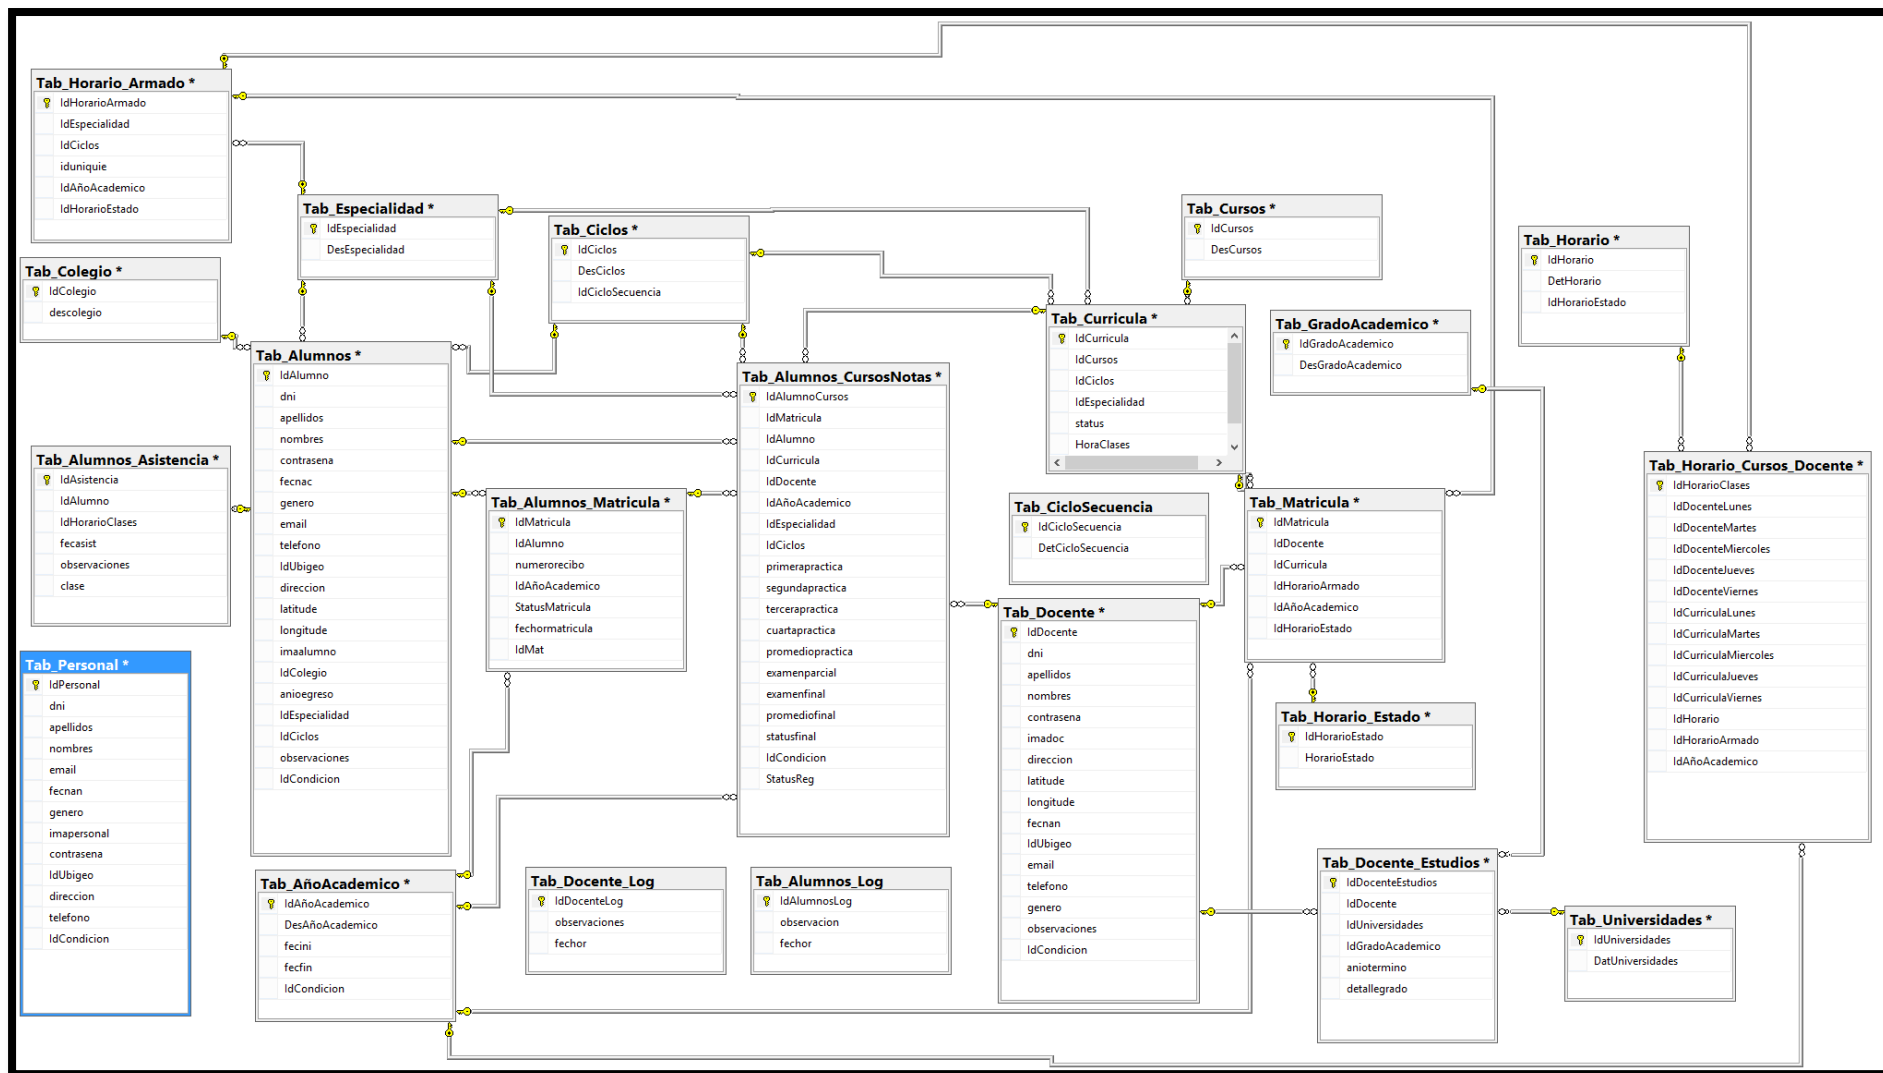 Tab_Horario_Armado *
IdHorarioArmado
IdEspecialidad
IdCiclos
iduniquie
IdAñoAcademico
IdHorarioEstado
Tab_Especialidad *
IdEspecialidad
DesEspecialidad
Tab_Ciclos *
IdCiclos
DesCiclos
IdCicloSecuencia
Tab_Cursos *
IdCursos
DesCursos
Tab_Horario *
IdHorario
DetHorario
IdHorarioEstado
Tab_Colegio *
IdColegio
descolegio
Tab_Alumnos *
IdAlumno
dni
apellidos
nombres
contrasena
fecnac
genero
email
telefono
IdUbigeo
direccion
latitude
longitude
imaalumno
IdColegio
anioegreso
IdEspecialidad
IdCiclos
observaciones
IdCondicion
Tab_Alumnos_CursosNotas *
IdAlumnoCursos
IdMatricula
IdAlumno
IdCurricula
IdDocente
IdAñoAcademico
IdEspecialidad
IdCiclos
primerapractica
segundapractica
tercerapractica
cuartapractica
promediopractica
examenparcial
examenfinal
promediofinal
statusfinal
IdCondicion
StatusReg
Tab_Curricula *
IdCurricula
IdCursos
IdCiclos
IdEspecialidad
status
HoraClases
Tab_GradoAcademico *
IdGradoAcademico
DesGradoAcademico
Tab_Alumnos_Asistencia *
IdAsistencia
IdAlumno
IdHorarioClases
fecasist
observaciones
clase
Tab_Alumnos_Matricula *
IdMatricula
IdAlumno
numerorecibo
IdAñoAcademico
StatusMatricula
fechormatricula
IdMat
Tab_CicloSecuencia
IdCicloSecuencia
DetCicloSecuencia
Tab_Matricula *
IdMatricula
IdDocente
IdCurricula
IdHorarioArmado
IdAñoAcademico
IdHorarioEstado
Tab_Horario_Cursos_Docente *
IdHorarioClases
IdDocenteLunes
IdDocenteMartes
IdDocenteMiercoles
IdDocenteJueves
IdDocenteViernes
IdCurriculaLunes
IdCurriculaMartes
IdCurriculaMiercoles
IdCurriculaJueves
IdCurriculaViernes
IdHorario
IdHorarioArmado
IdAñoAcademico
Tab_Personal *
IdPersonal
dni
apellidos
nombres
email
fecnan
genero
imapersonal
contrasena
IdUbigeo
direccion
telefono
IdCondicion
Tab_Docente *
IdDocente
dni
apellidos
nombres
contrasena
imadoc
direccion
latitude
longitude
fecnan
IdUbigeo
email
telefono
genero
observaciones
IdCondicion
Tab_Horario_Estado *
IdHorarioEstado
HorarioEstado
Tab_AñoAcademico *
IdAñoAcademico
DesAñoAcademico
fecini
fecfin
IdCondicion
Tab_Docente_Log
IdDocenteLog
observaciones
fechor
Tab_Alumnos_Log
IdAlumnosLog
observacion
fechor
Tab_Docente_Estudios *
IdDocenteEstudios
IdDocente
IdUniversidades
IdGradoAcademico
aniotermino
detallegrado
Tab_Universidades *
IdUniversidades
DatUniversidades